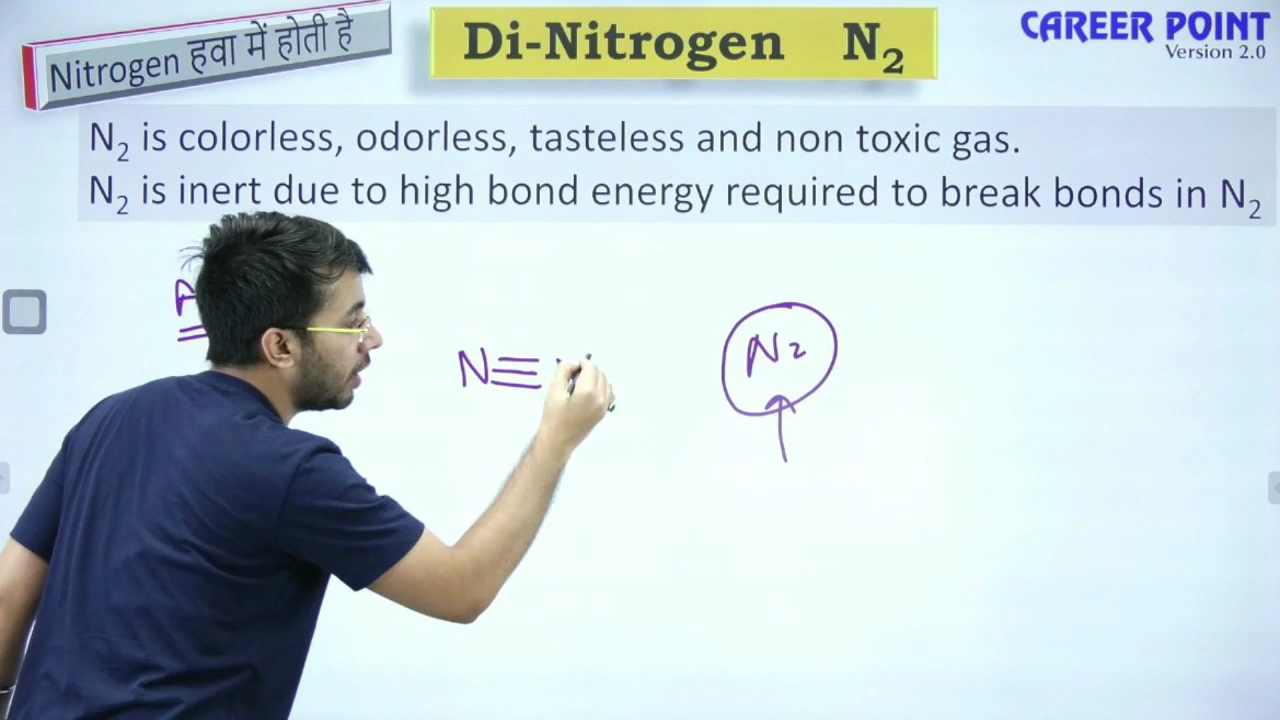 Nitrogen हवा में होती है
Di-Nitrogen N₂
CAREER POINT
Version 2.0
N₂ is colorless, odorless, tasteless and non toxic gas.
N₂ is inert due to high bond energy required to break bonds in N₂
N≡
N₂